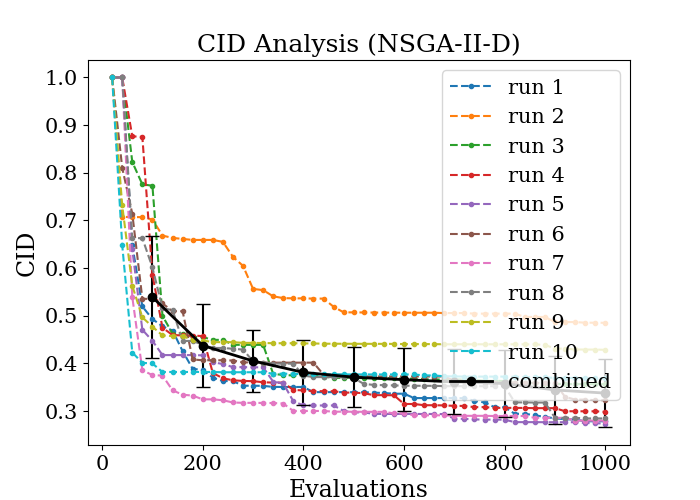 CID Analysis (NSGA-II-D)
CID
1.0
0.9
0.8
0.7
0.6
0.5
0.4
0.3
run 1
run 2
run 3
run 4
run 5
run 6
run 7
run 8
run 9
run 10
combined
0 200 400 600 800 1000
Evaluations